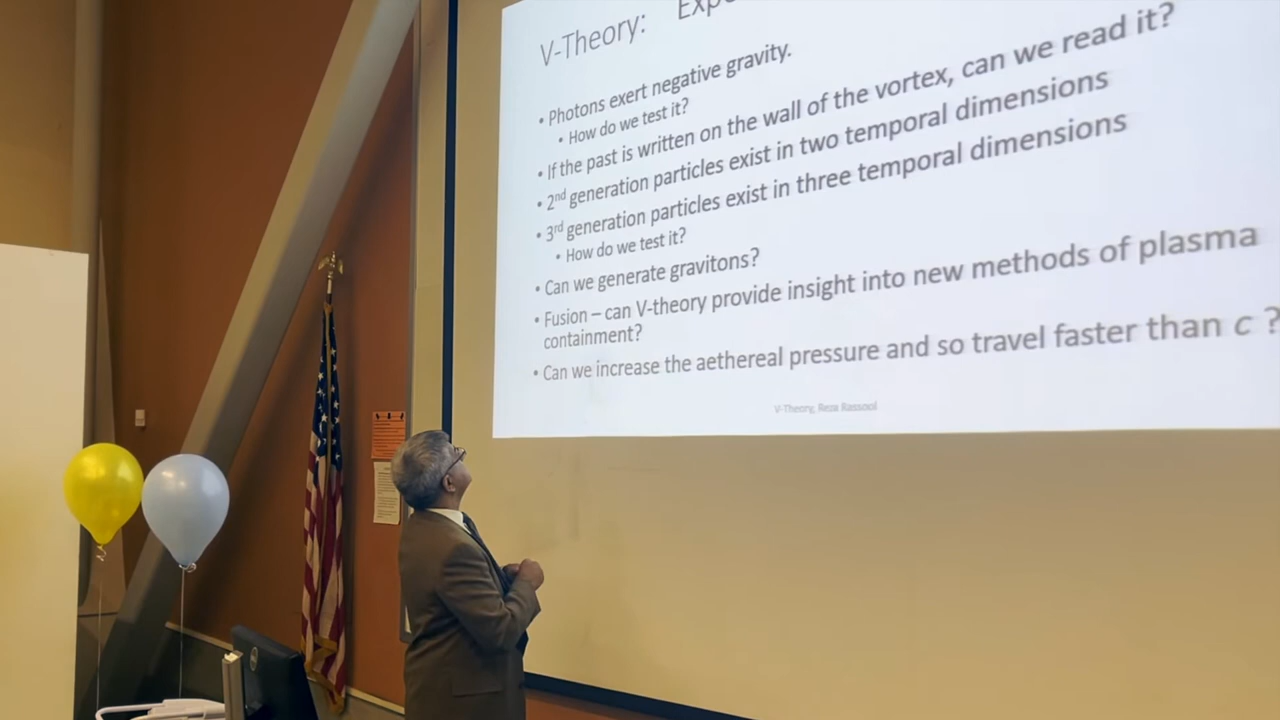 V-Theory: Expe
• Photons exert negative gravity.
• How do we test it?
• If the past is written on the wall of the vortex, can we read it?
• 2nd generation particles exist in two temporal dimensions
• 3rd generation particles exist in three temporal dimensions
• How do we test it?
• Can we generate gravitons?
• Fusion – can V-theory provide insight into new methods of plasma
containment?
• Can we increase the aethereal pressure and so travel faster than c ?
V-Theory, Reza Rassool